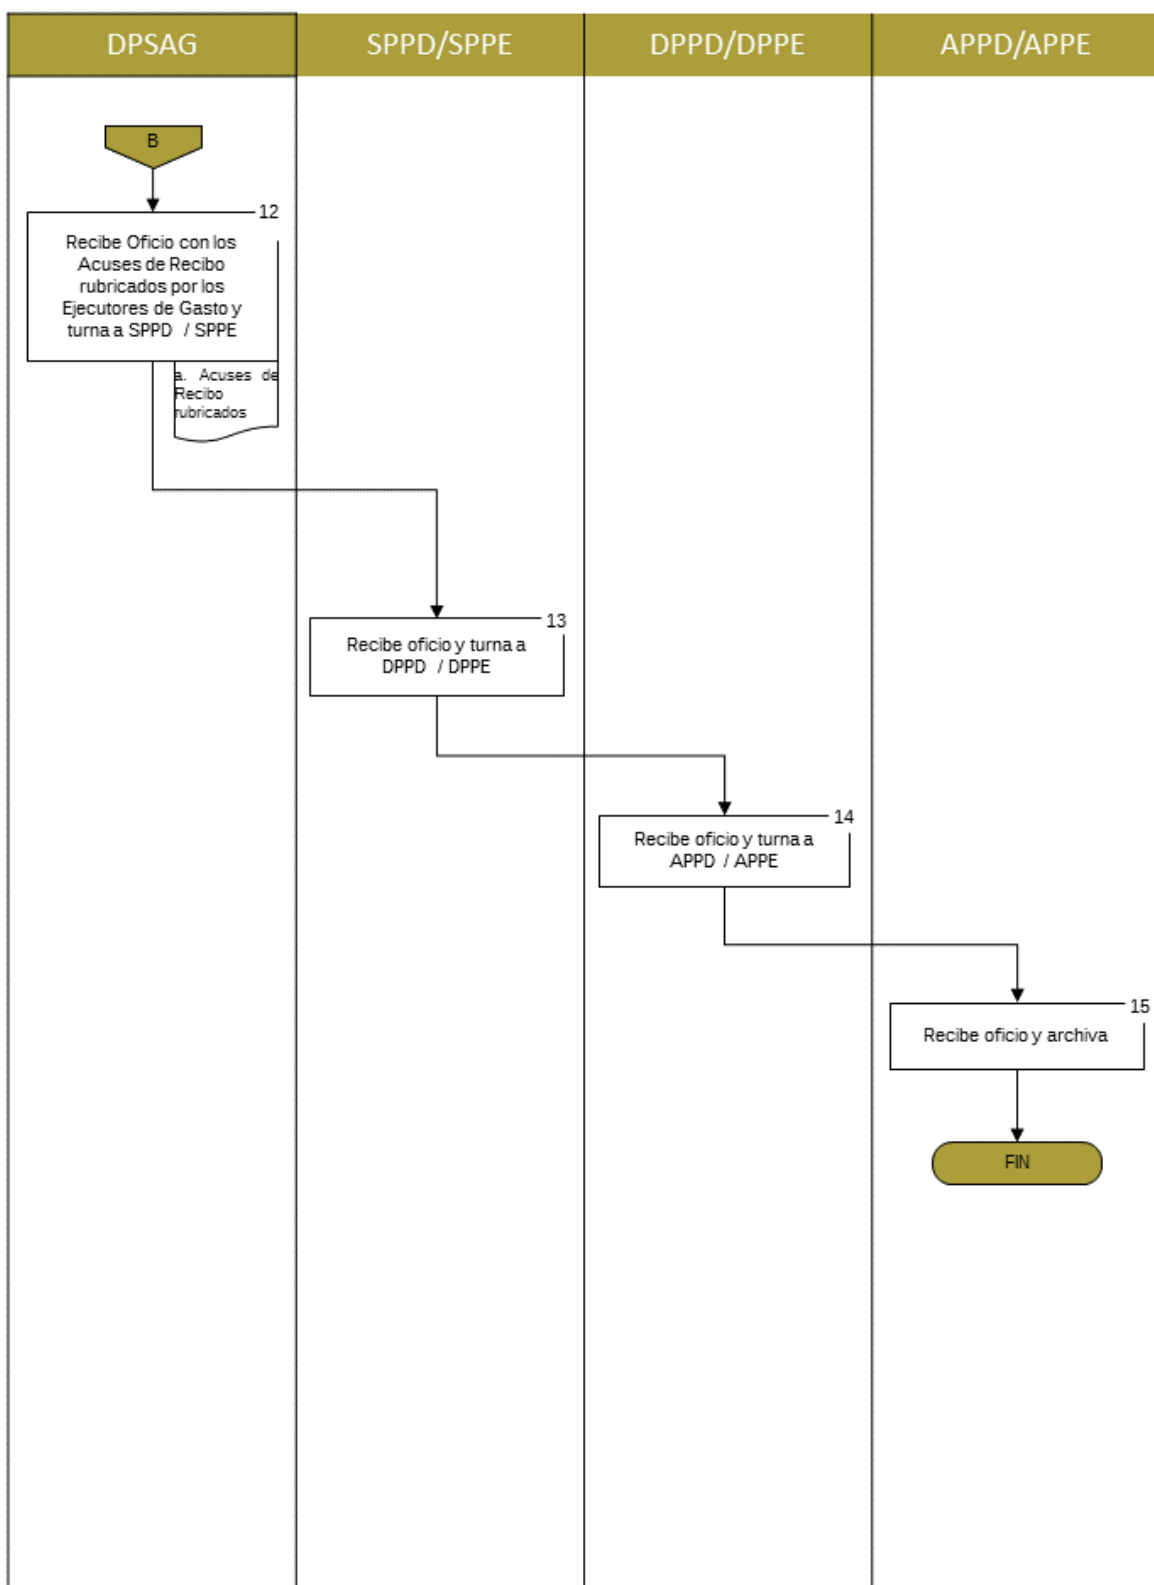 DPSAG
SPPD/SPPE
DPPD/DPPE
APPD/APPE
B
12
Recibe Oficio con los
Acuses de Recibo
rubricados por los
Ejecutores de Gasto y
turna a SPPD / SPPE
a. Acuses de
Recibo
rubricados
13
Recibe oficio y turna a
DPPD / DPPE
14
Recibe oficio y turna a
APPD / APPE
15
Recibe oficio y archiva
FIN